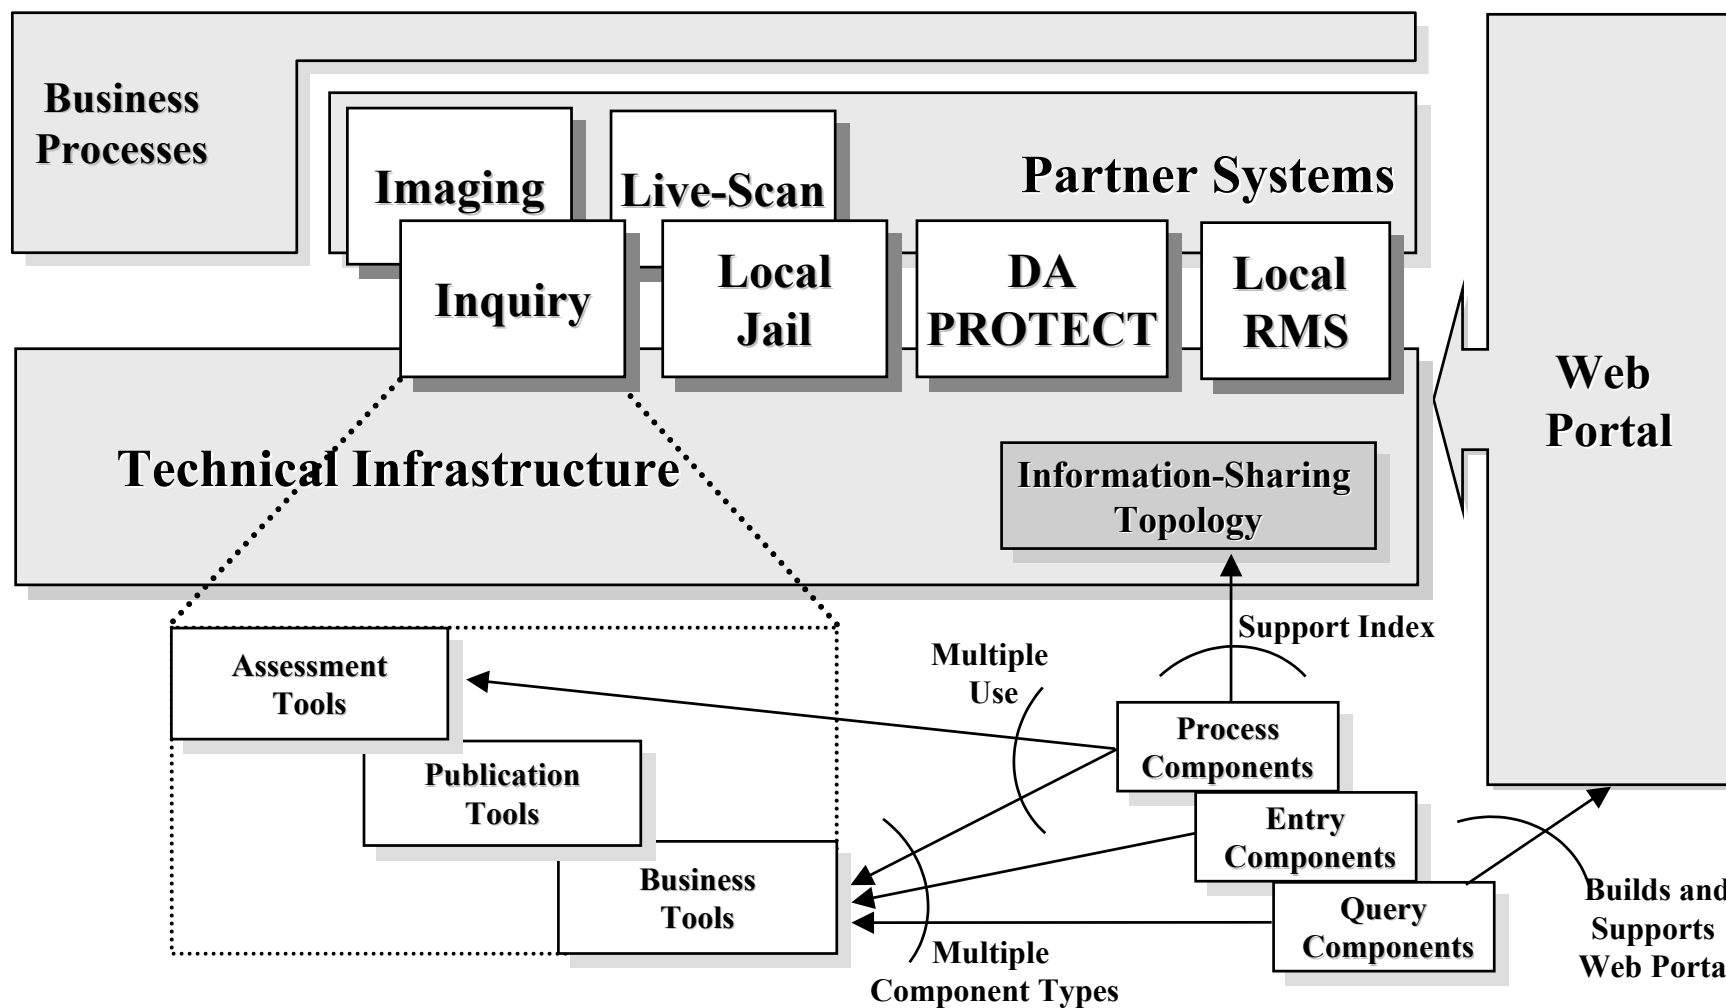 Business
Processes
Imaging
Live-Scan
Partner Systems
Inquiry
Local
Jail
DA
PROTECT
Local
RMS
Web
Portal
Technical Infrastructure
Information-Sharing
Topology
Support Index
Multiple
Use
Assessment
Tools
Process
Components
Publication
Tools
Entry
Components
Business
Tools
Query
Components
Multiple
Component Types
Builds and
Supports
Web Porta